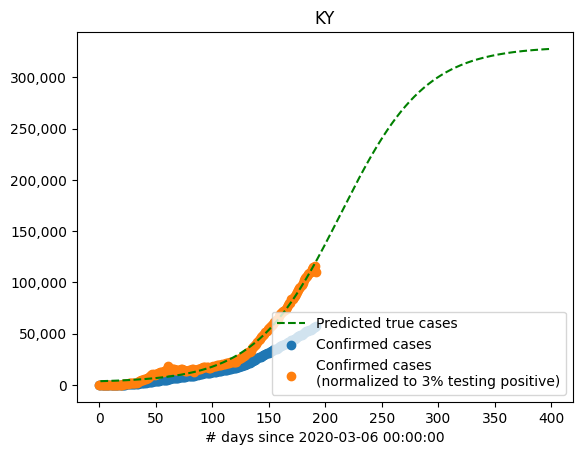 KY
300,000
250,000
200,000
150,000
100,000
50,000
0
Predicted true cases
Confirmed cases
Confirmed cases
(normalized to 3% testing positive)
0 50 100 150 200 250 300 350 400
# days since 2020-03-06 00:00:00